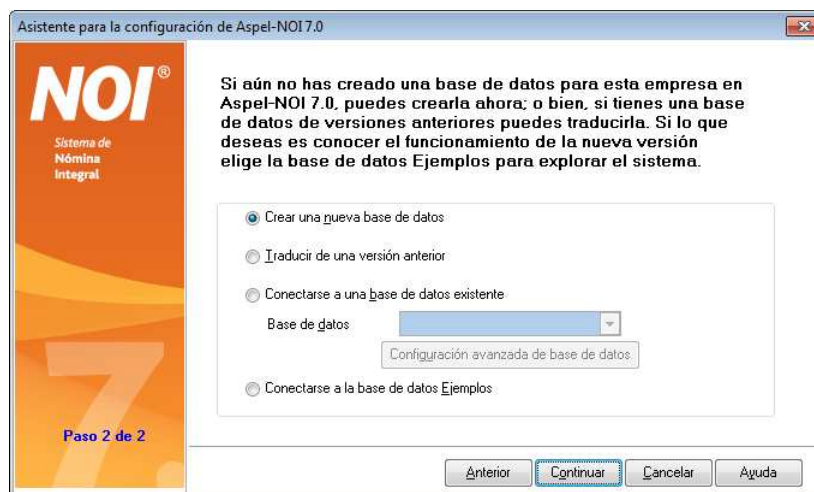 Asistente para la configuración de Aspel-NOI 7.0
NOI®
Sistema de
Nómina
Integral
Si aún no has creado una base de datos para esta empresa en
Aspel-NOI 7.0, puedes crearla ahora; o bien, si tienes una base
de datos de versiones anteriores puedes traducirla. Si lo que
deseas es conocer el funcionamiento de la nueva versión
elige la base de datos Ejemplos para explorar el sistema.
Crear una nueva base de datos
Traducir de una versión anterior
Conectarse a una base de datos existente
Base de datos
Configuración avanzada de base de datos
Conectarse a la base de datos Ejemplos
7.
Paso 2 de 2
Anterior Continuar Cancelar Ayuda